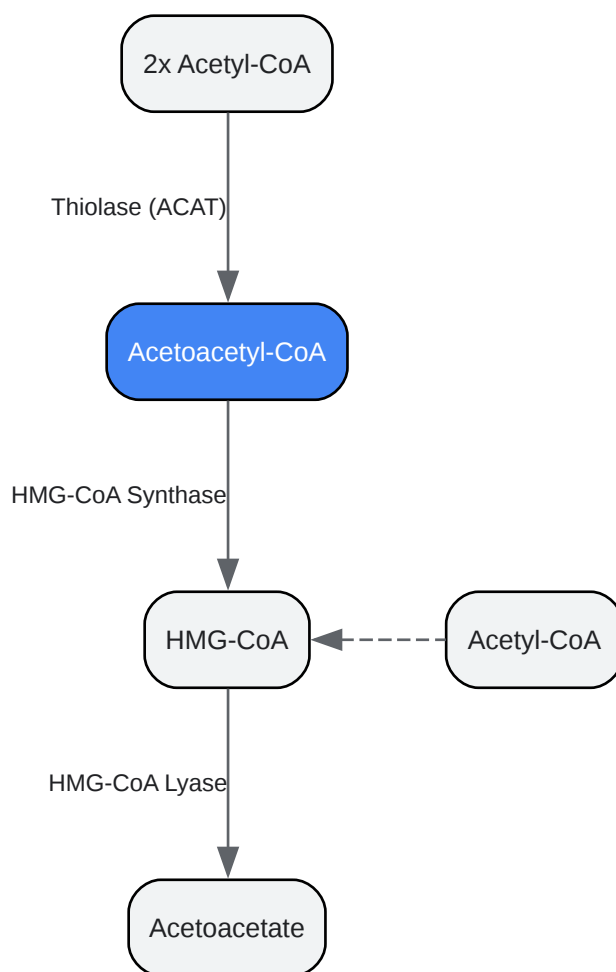 2x Acetyl-CoA
Thiolase (ACAT)
Acetoacetyl-CoA
HMG-CoA Synthase
HMG-CoA
Acetyl-CoA
HMG-CoA Lyase
Acetoacetate